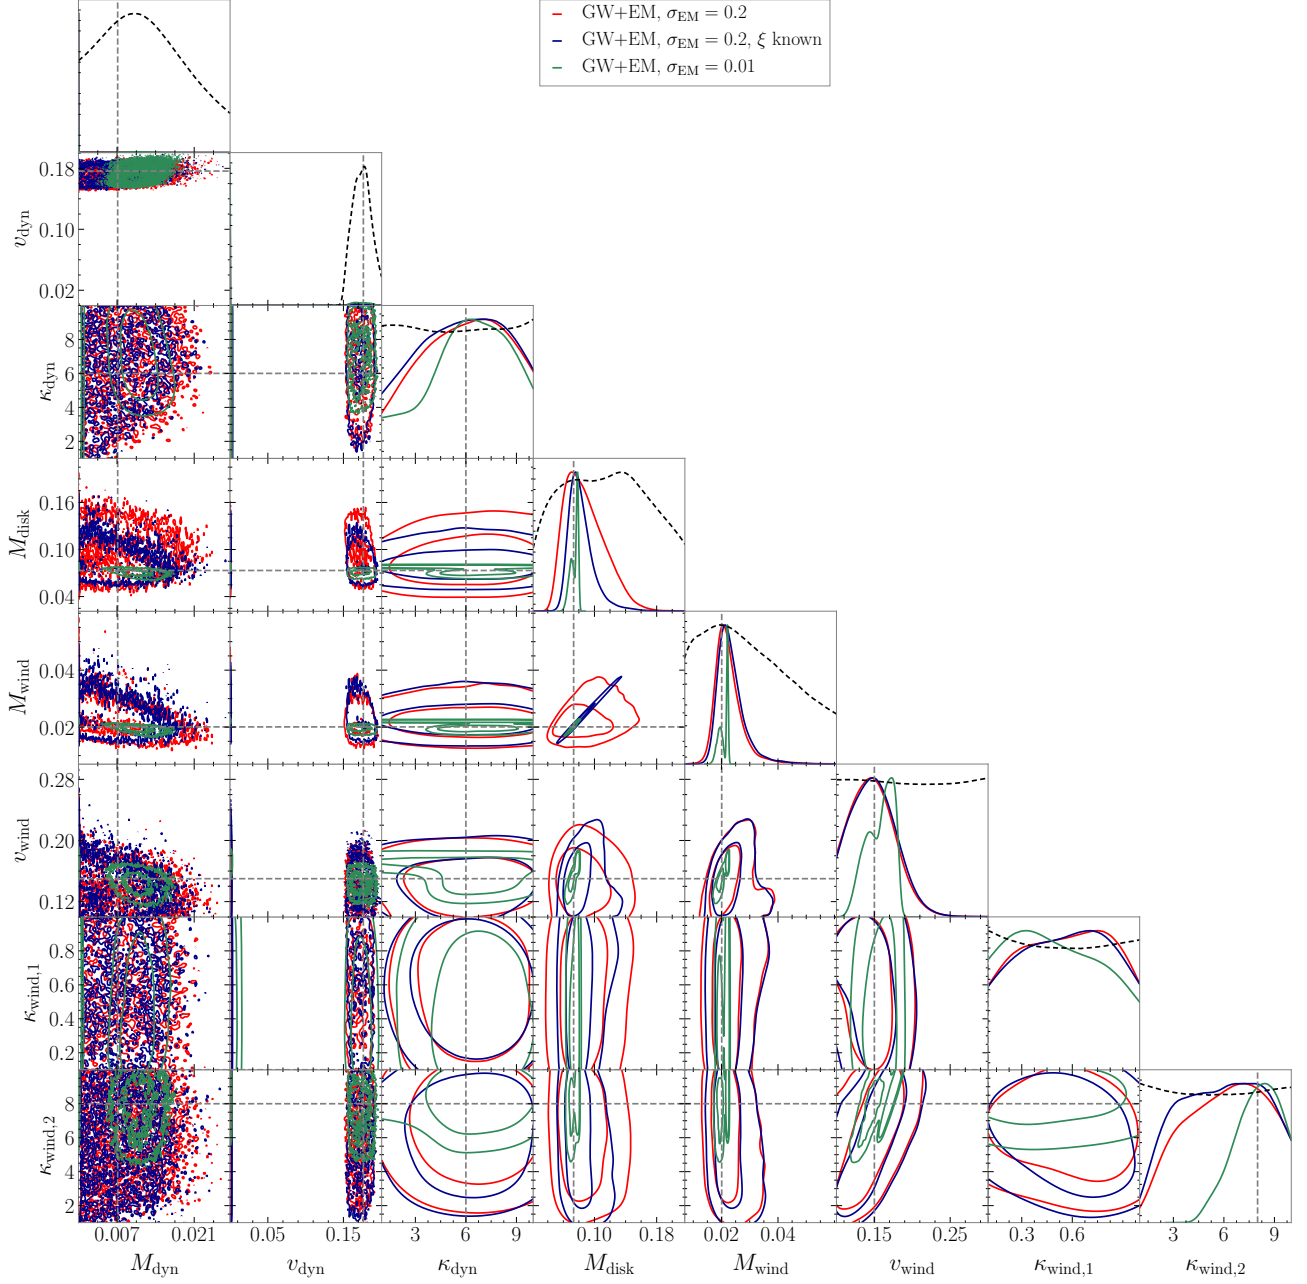 GW+EM, σ_EM = 0.2
GW+EM, σ_EM = 0.2, ξ known
GW+EM, σ_EM = 0.01
0.18
0.10
0.02
v_dyn
8
6
4
2
κ_dyn
0.16
0.10
0.04
M_disk
0.04
0.02
M_wind
0.28
0.20
0.12
v_wind
0.8
0.6
0.4
0.2
κ_wind,1
8
6
4
2
κ_wind,2
0.007 0.021 0.05 0.15 3 6 9 0.10 0.18 0.02 0.04 0.15 0.25 0.3 0.6 3 6 9
M_dyn v_dyn κ_dyn M_disk M_wind v_wind κ_wind,1 κ_wind,2